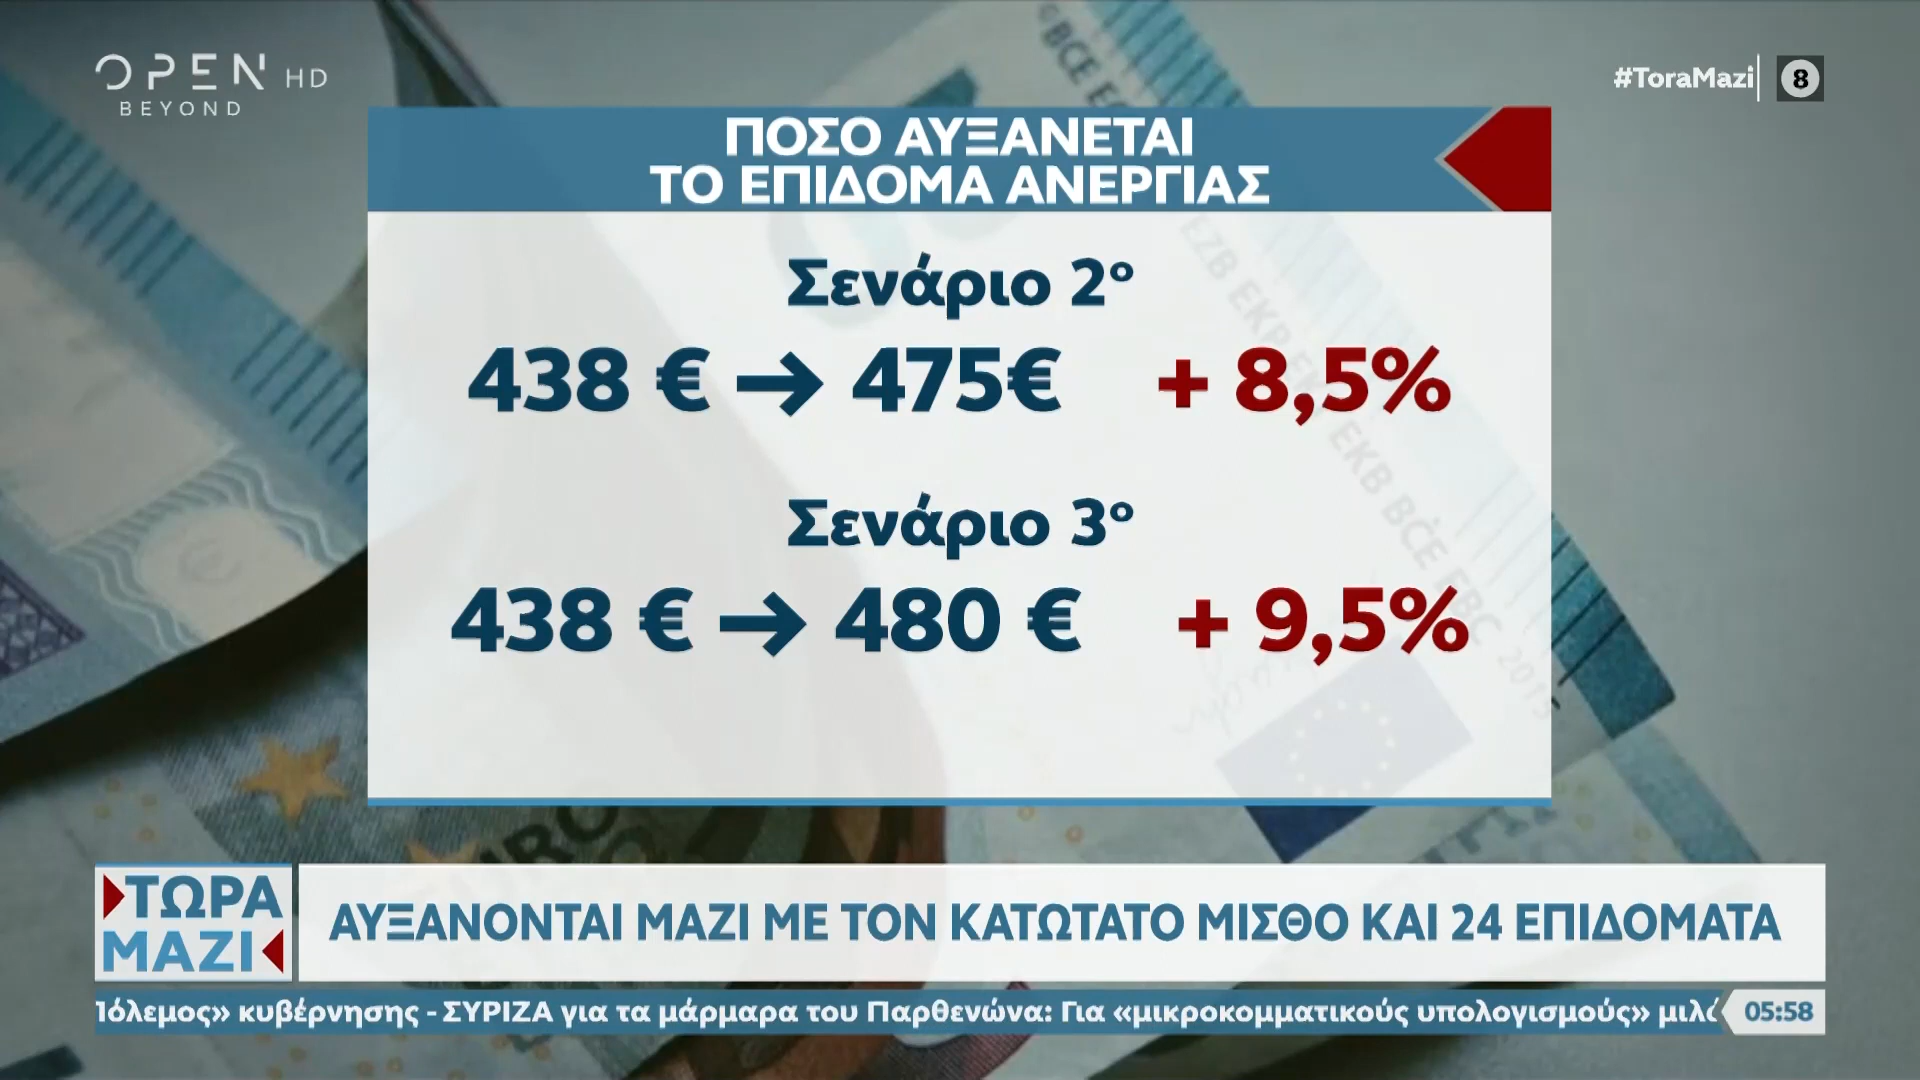 OPEN HD
BEYOND
#ToraMazi
8
ΠΟΣΟ ΑΥΞΑΝΕΤΑΙ
ΤΟ ΕΠΙΔΟΜΑ ΑΝΕΡΓΙΑΣ
Σενάριο 2º
438 € → 475€ + 8,5%
Σενάριο 3º
438 € → 480 € + 9,5%
ΤΩΡΑ
ΜΑΖΙ
ΑΥΞΑΝΟΝΤΑΙ ΜΑΖΙ ΜΕ ΤΟΝ ΚΑΤΩΤΑΤΟ ΜΙΣΘΟ ΚΑΙ 24 ΕΠΙΔΟΜΑΤΑ
κυβέρνησης - ΣΥΡΙΖΑ για τα μάρμαρα του Παρθενώνα: Για «μικροκομματικούς υπολογισμούς»
05:58